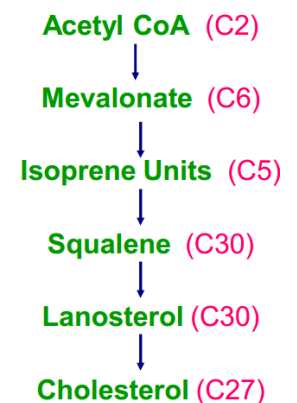 Acetyl CoA (C2)
Mevalonate (C6)
Isoprene Units (C5)
Squalene (C30)
Lanosterol (C30)
Cholesterol (C27)